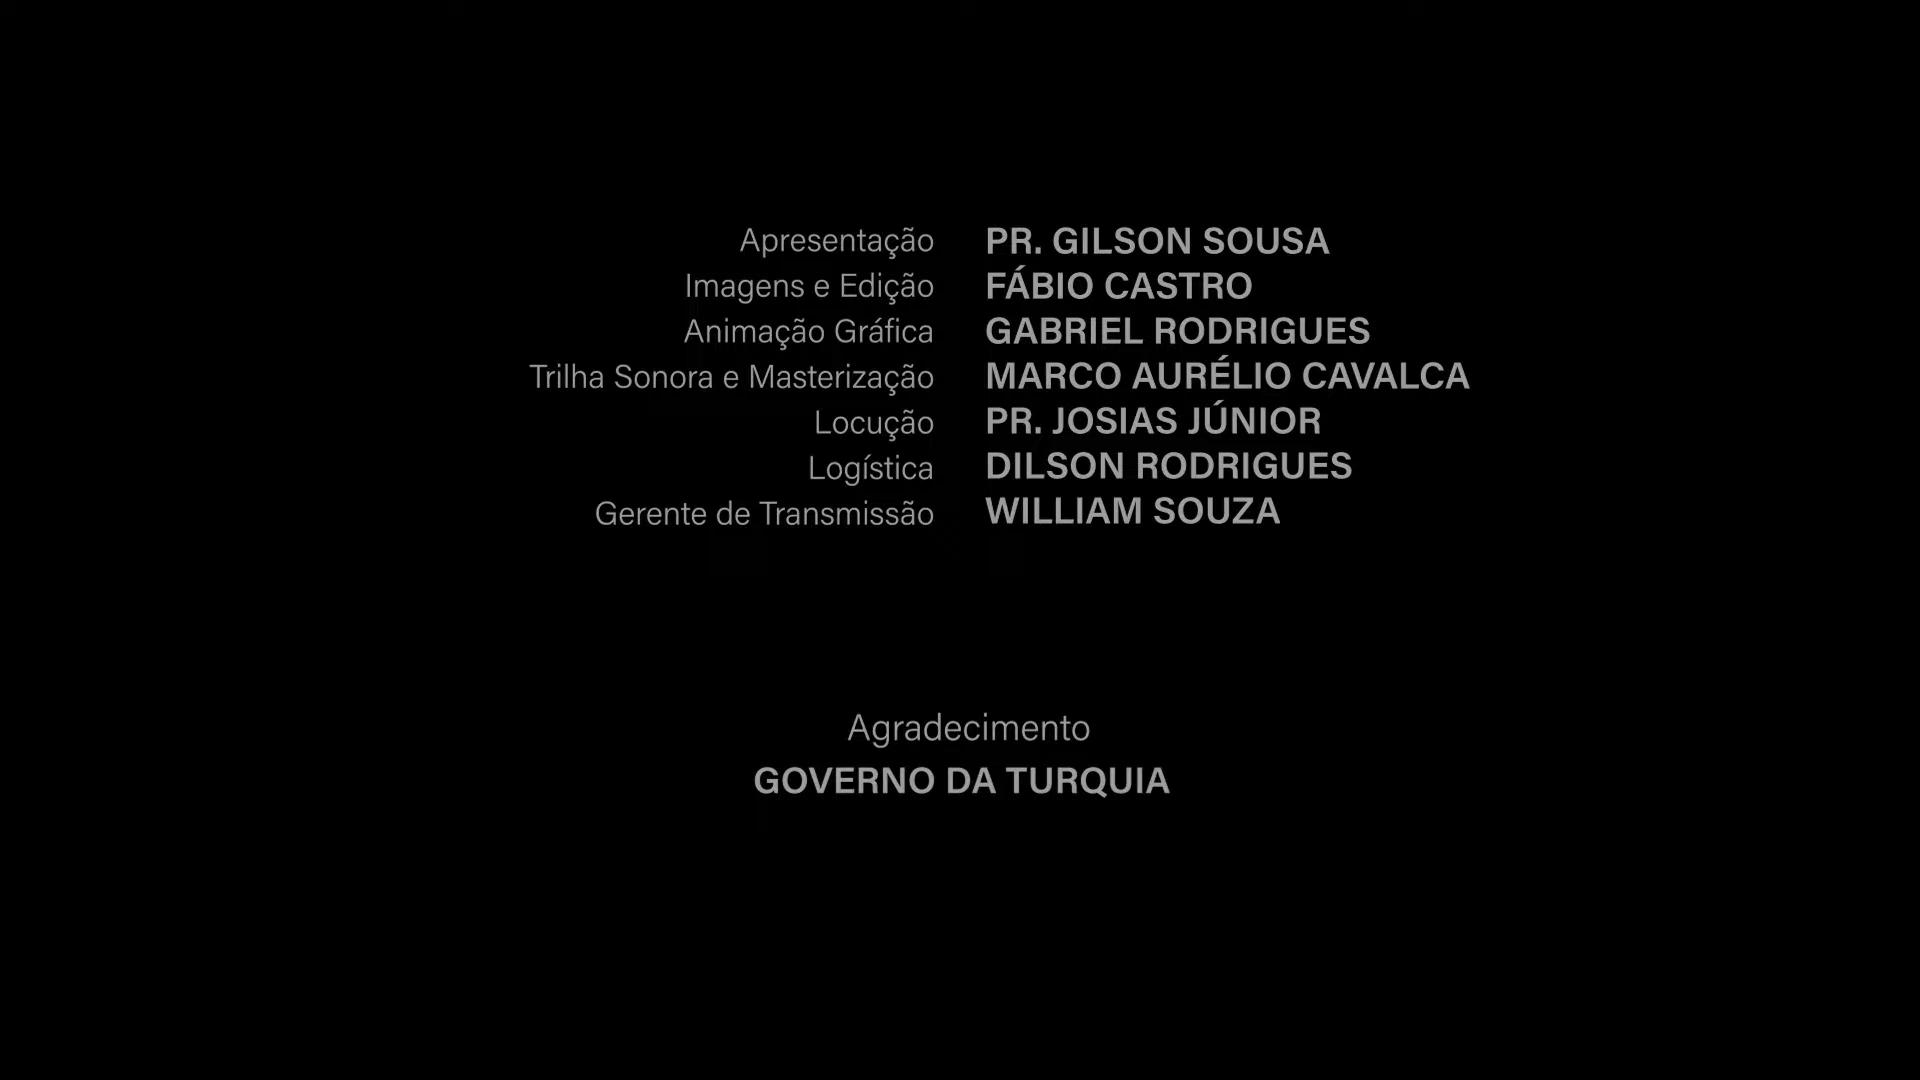 Apresentação PR. GILSON SOUSA
Imagens e Edição FÁBIO CASTRO
Animação Gráfica GABRIEL RODRIGUES
Trilha Sonora e Masterização MARCO AURÉLIO CAVALCA
Locução PR. JOSIAS JÚNIOR
Logística DILSON RODRIGUES
Gerente de Transmissão WILLIAM SOUZA
Agradecimento
GOVERNO DA TURQUIA